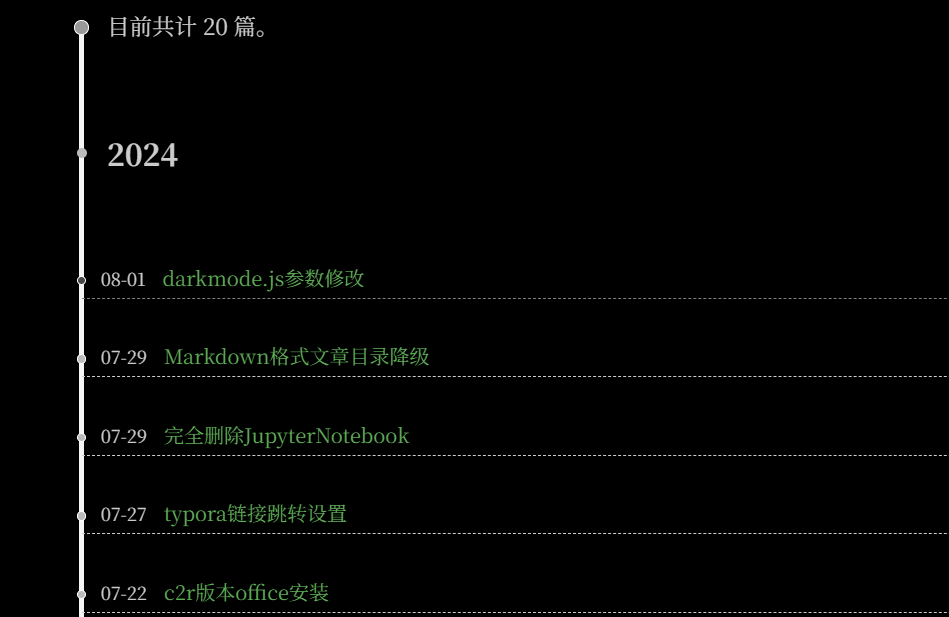 目前共计 20 篇。
2024
08-01 darkmode.js参数修改
07-29 Markdown格式文章目录降级
07-29 完全删除JupyterNotebook
07-27 typora链接跳转设置
07-22 c2r版本office安装